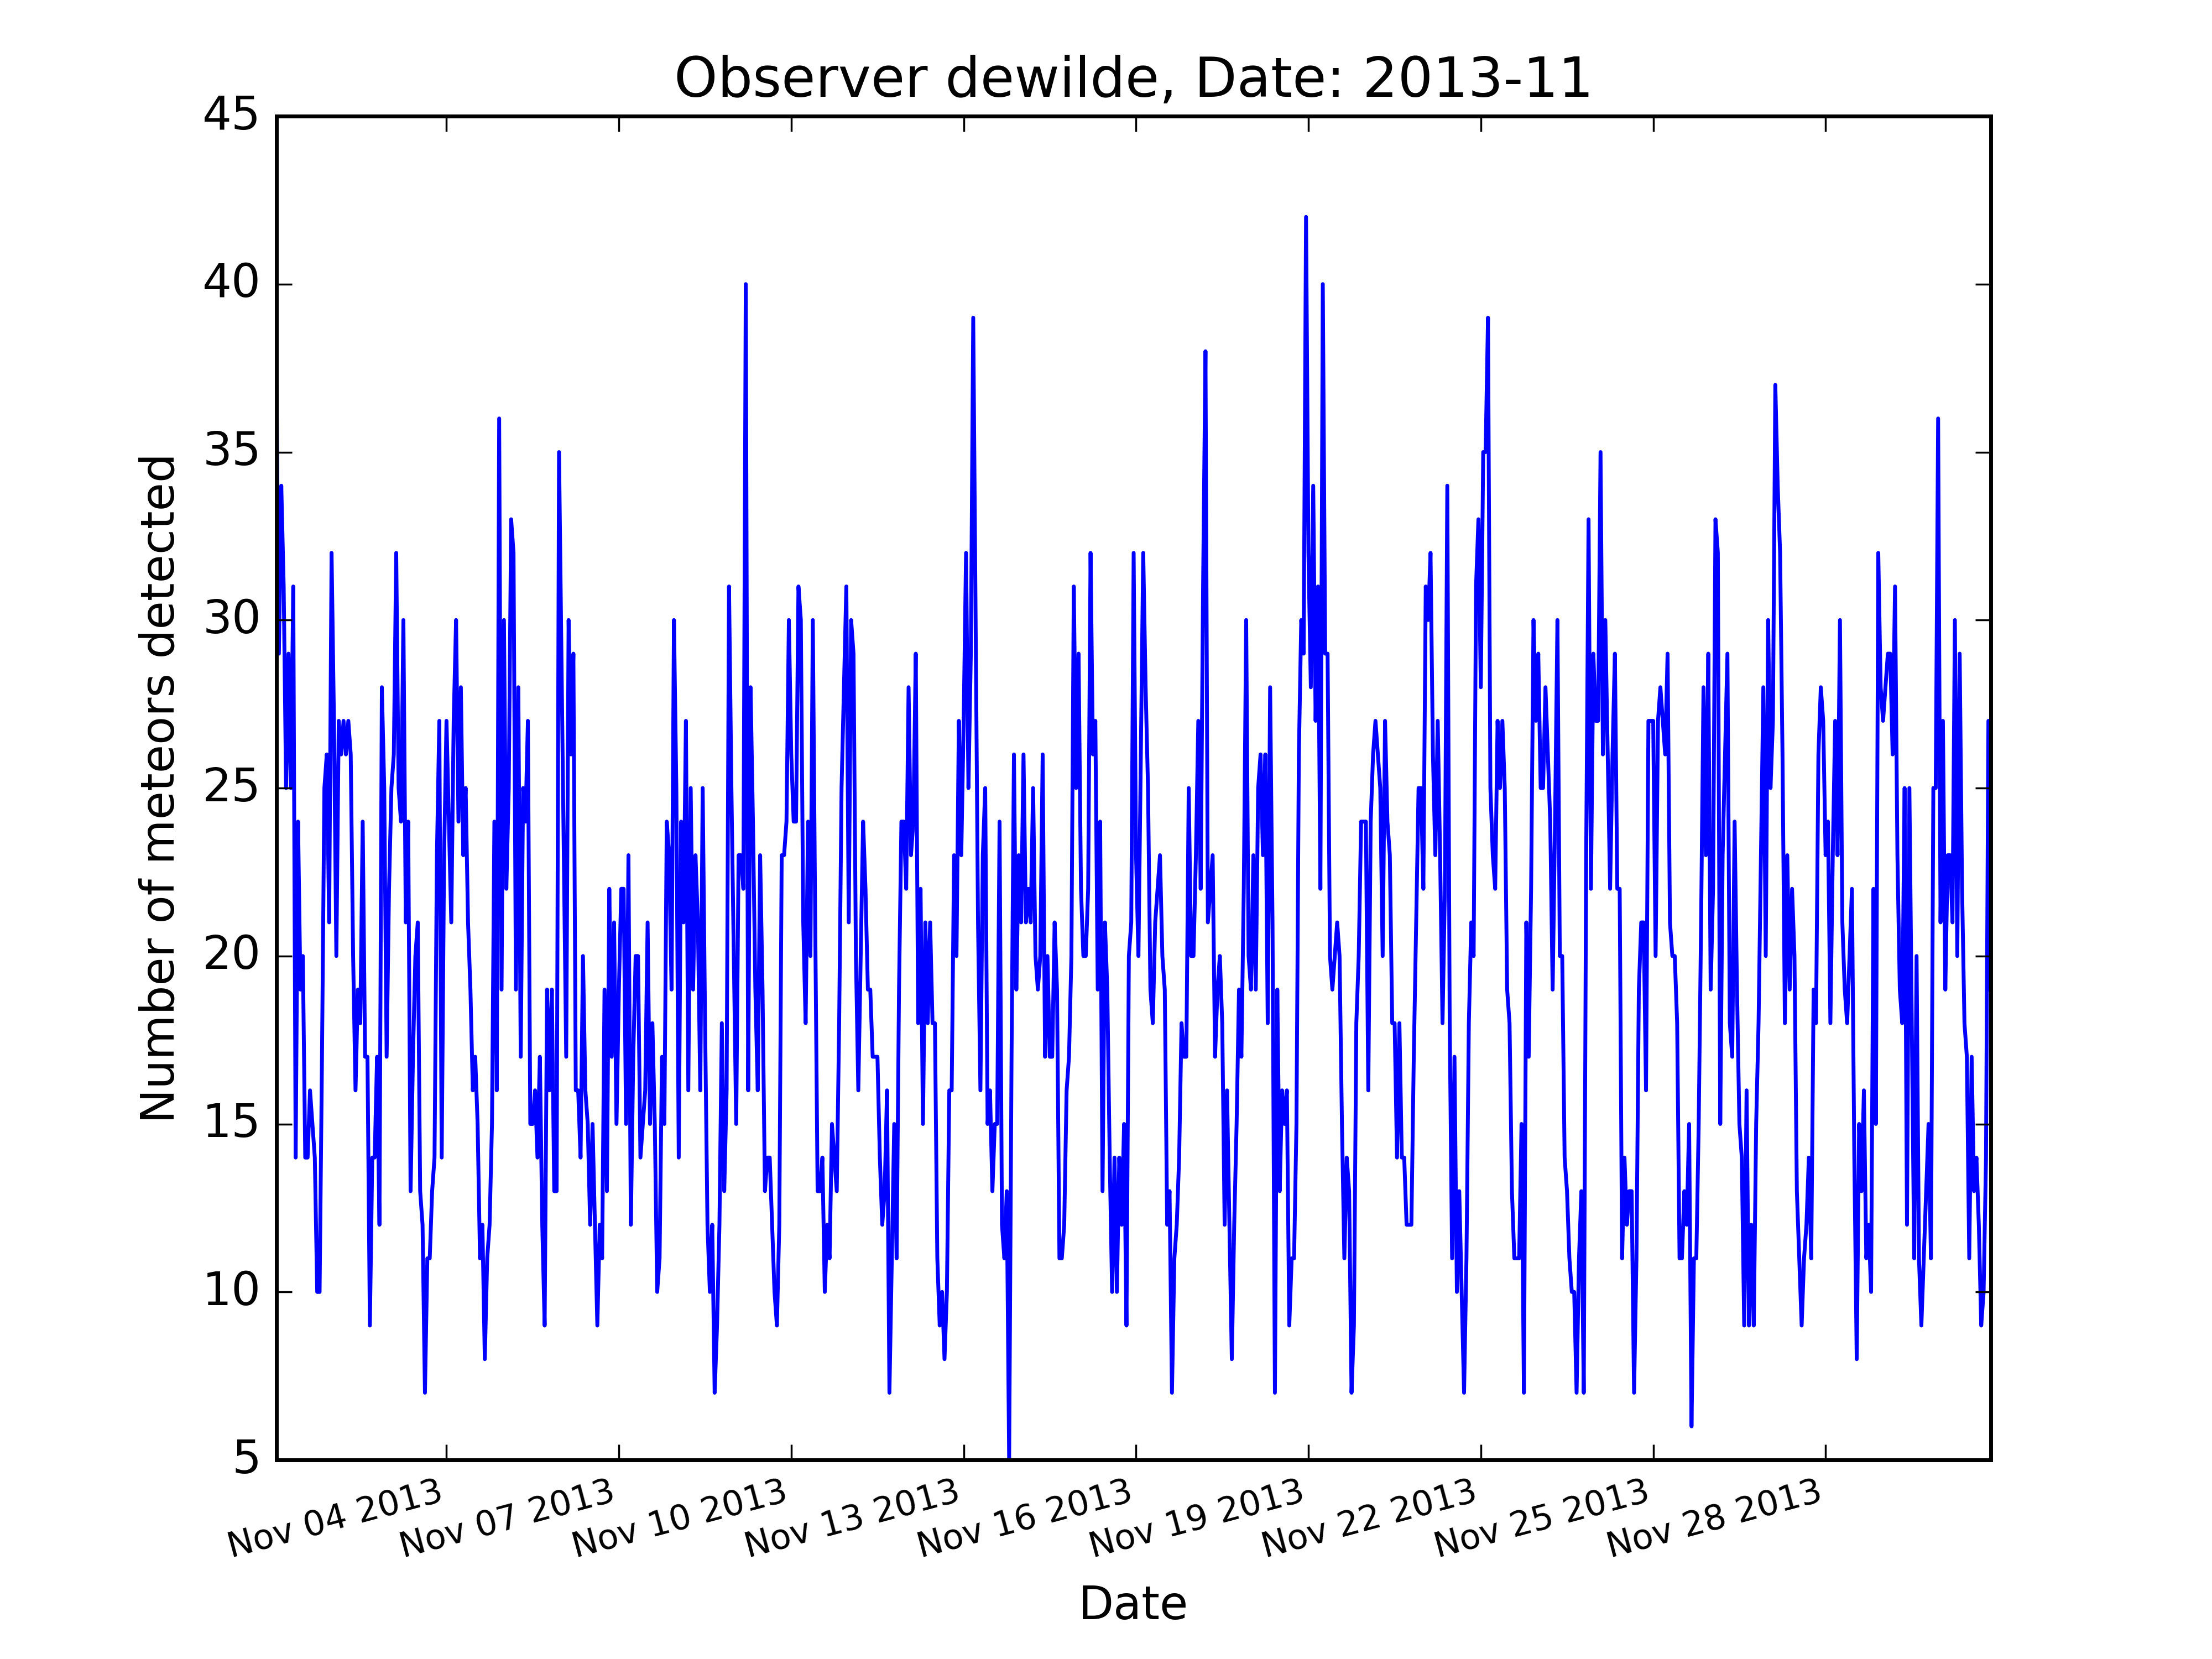 Observer dewilde, Date: 2013-11
Number of meteors detected
45
40
35
30
25
20
15
10
5
Nov 04 2013
Nov 07 2013
Nov 10 2013
Nov 13 2013
Nov 16 2013
Nov 19 2013
Nov 22 2013
Nov 25 2013
Nov 28 2013
Date